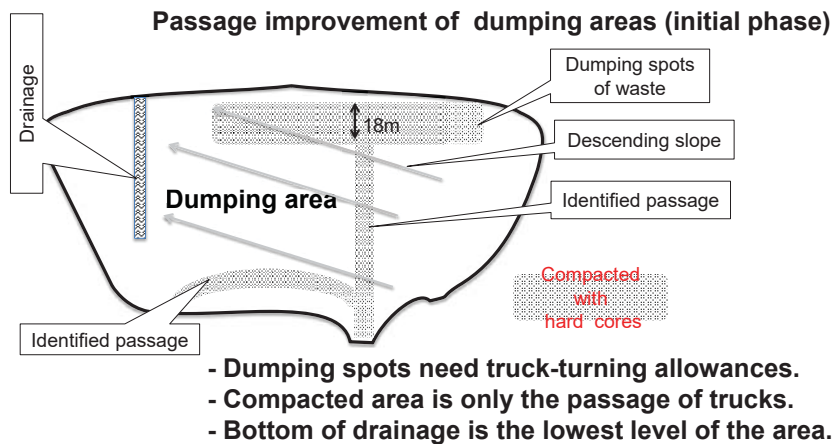 Passage improvement of dumping areas (initial phase)
Drainage
Dumping spots
of waste
18m
Descending slope
Dumping area
Identified passage
Compacted
with
hard cores
Identified passage
- Dumping spots need truck-turning allowances.
- Compacted area is only the passage of trucks.
- Bottom of drainage is the lowest level of the area.